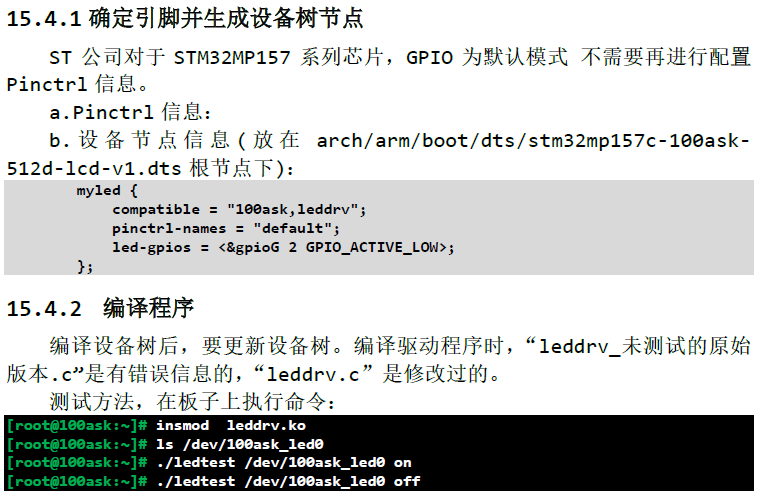 15.4.1 确定引脚并生成设备树节点
ST 公司对于 STM32MP157 系列芯片，GPIO 为默认模式 不需要再进行配置
Pinctrl 信息。
a.Pinctrl 信息：
b. 设备节点信息(放在 arch/arm/boot/dts/stm32mp157c-100ask-
512d-lcd-v1.dts 根节点下)：
myled {
compatible = "100ask,leddrv";
pinctrl-names = "default";
led-gpios = <&gpioG 2 GPIO_ACTIVE_LOW>;
};
15.4.2 编译程序
编译设备树后，要更新设备树。编译驱动程序时，“leddrv_未测试的原始
版本.c”是有错误信息的，“leddrv.c”是修改过的。
测试方法，在板子上执行命令：
[root@100ask:~]# insmod  leddrv.ko
[root@100ask:~]# ls /dev/100ask_led0
[root@100ask:~]# ./ledtest /dev/100ask_led0 on
[root@100ask:~]# ./ledtest /dev/100ask_led0 off